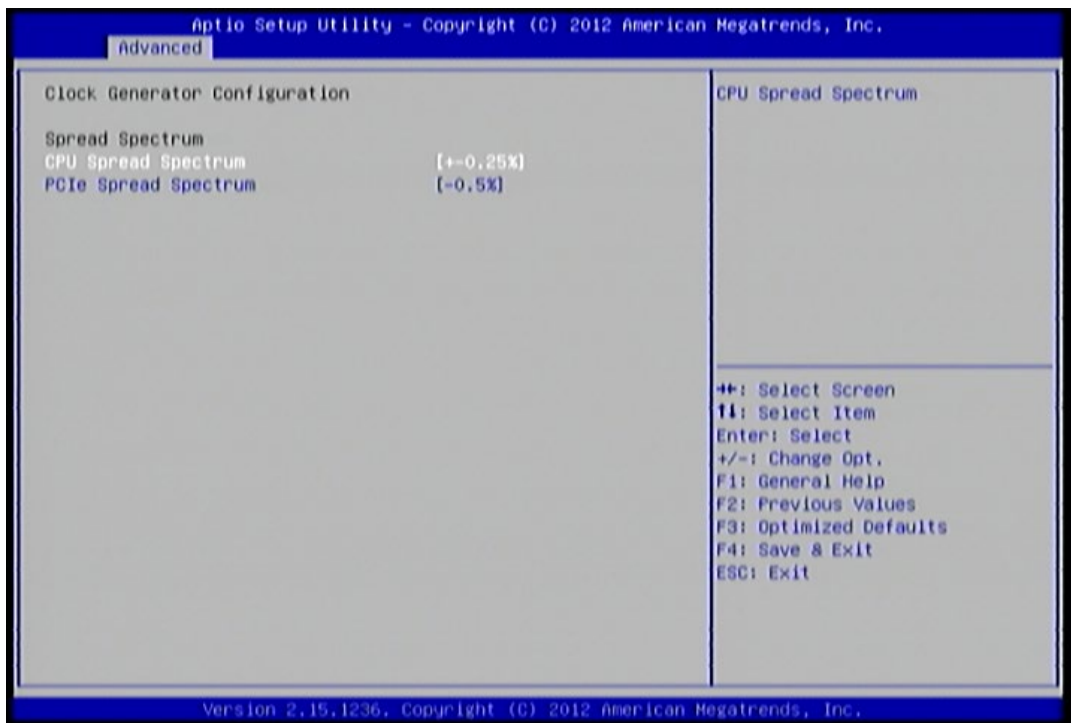 Aptio Setup Utility - Copyright (C) 2012 American Megatrends, Inc.
Advanced
Clock Generator Configuration
Spread Spectrum
CPU Spread Spectrum [+-0.25%]
PCIe Spread Spectrum [-0.5%]
CPU Spread Spectrum
→←: Select Screen
↑↓: Select Item
Enter: Select
+/-: Change Opt.
F1: General Help
F2: Previous Values
F3: Optimized Defaults
F4: Save & Exit
ESC: Exit
Version 2.15.1236. Copyright (C) 2012 American Megatrends, Inc.